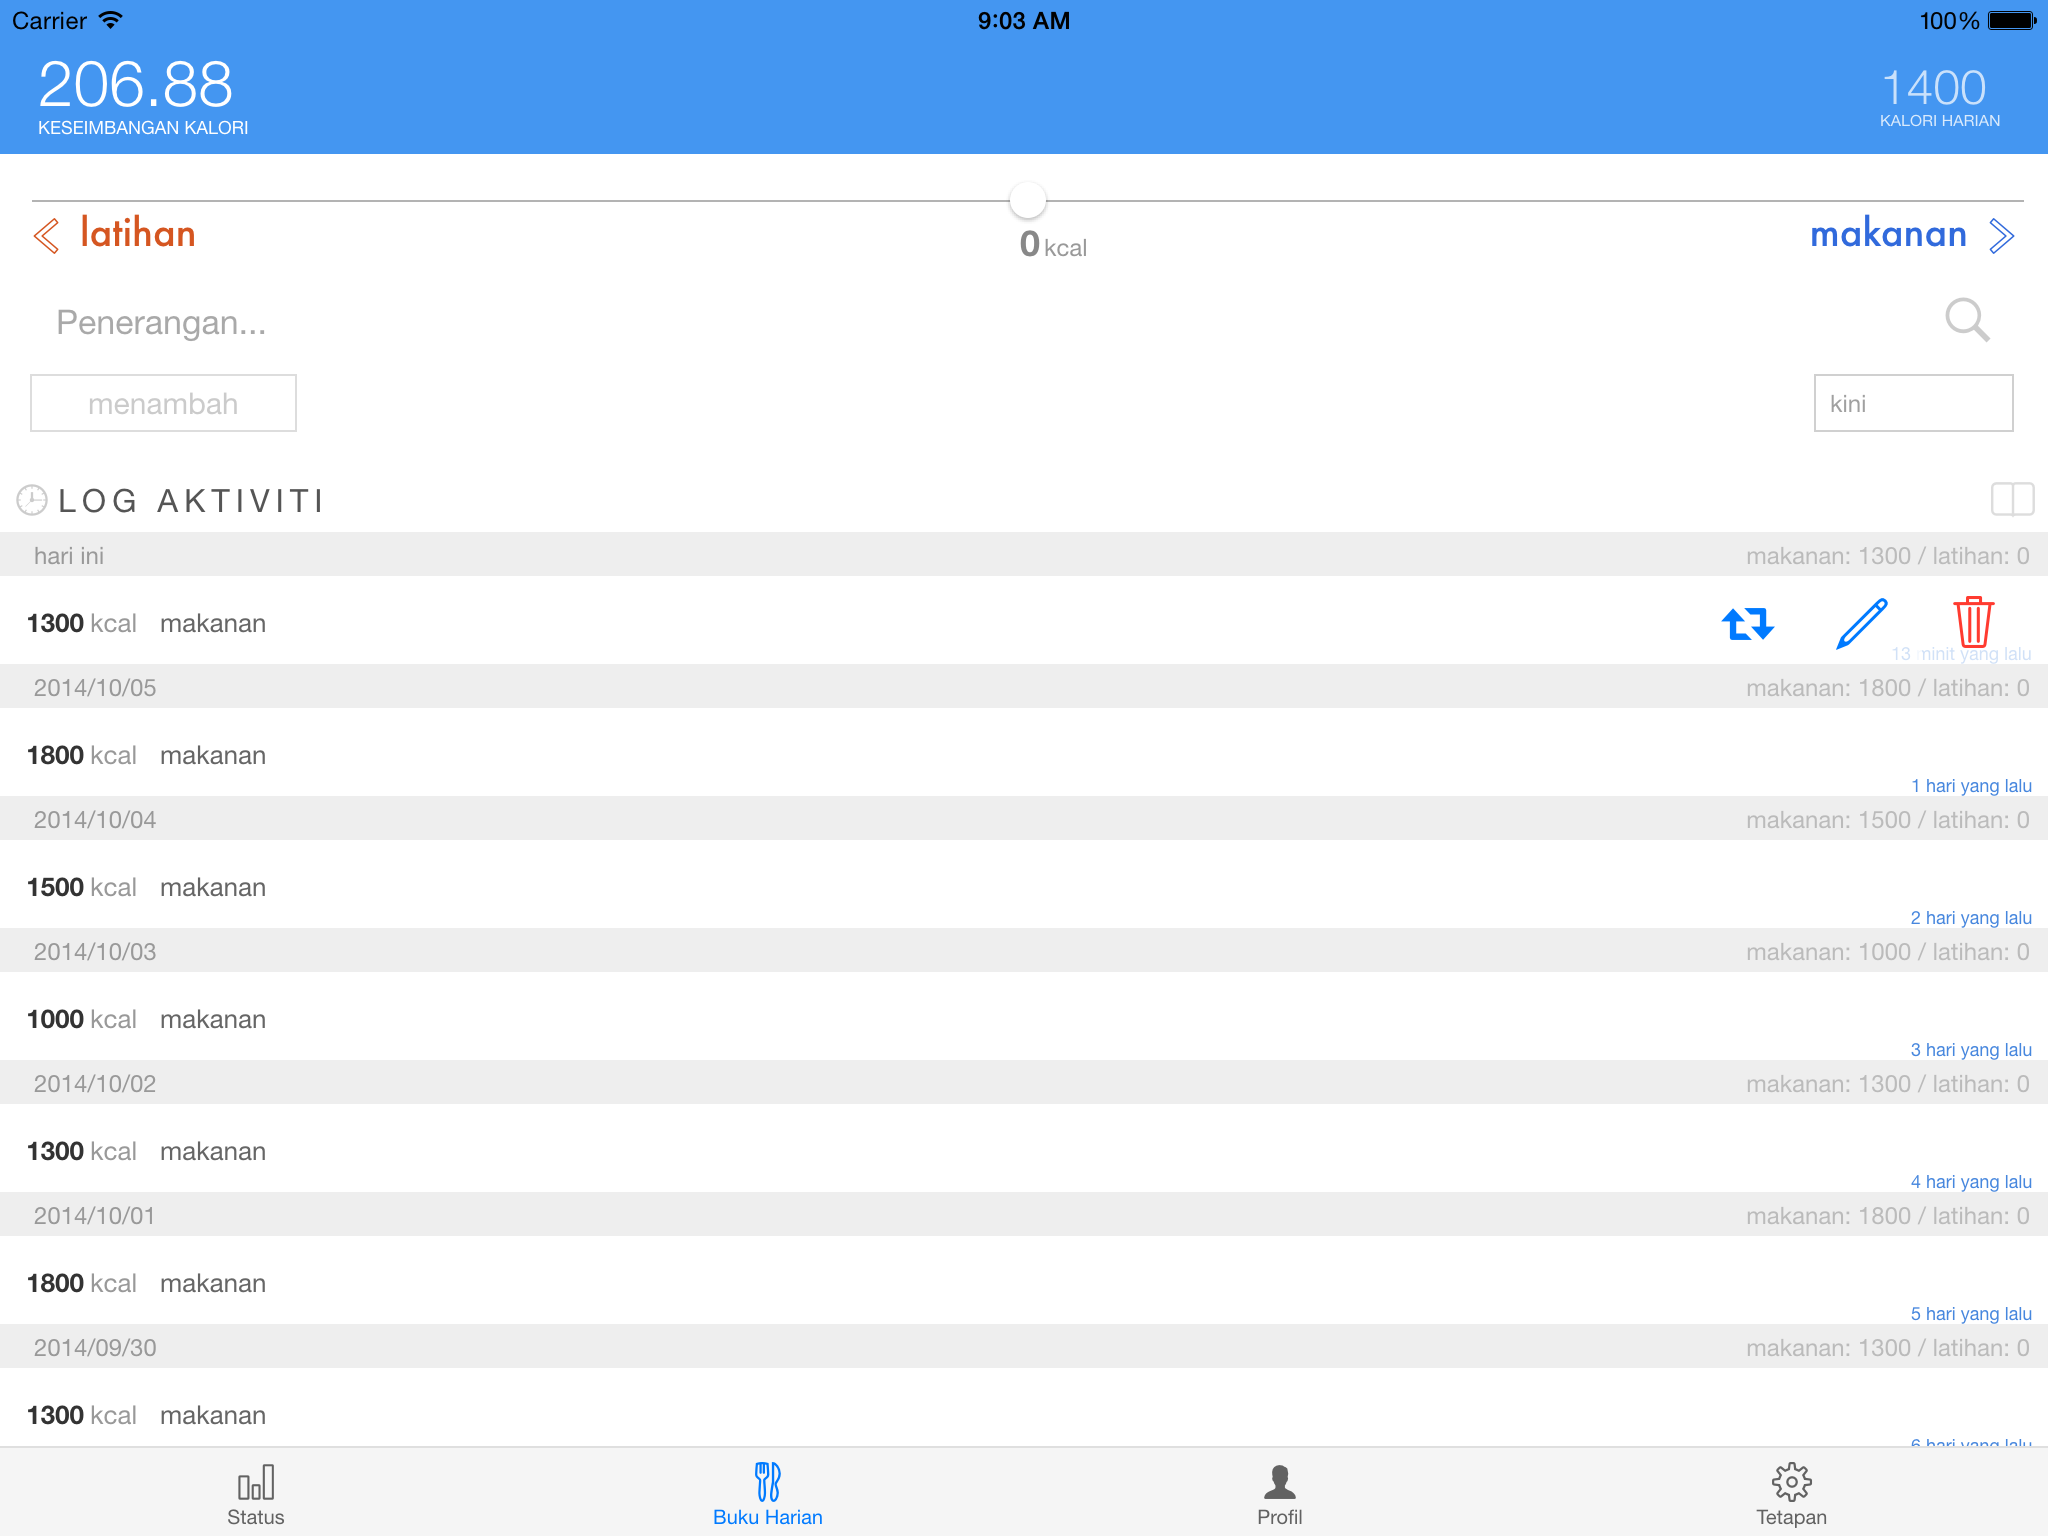 Carrier 9:03 AM 100%
206.88 1400
KESEIMBANGAN KALORI KALORI HARIAN
latihan 0 kcal makanan
Penerangan...
menambah kini
LOG AKTIVITI
hari ini makanan: 1300 / latihan: 0
1300 kcal makanan
13 minit yang lalu
2014/10/05 makanan: 1800 / latihan: 0
1800 kcal makanan
1 hari yang lalu
2014/10/04 makanan: 1500 / latihan: 0
1500 kcal makanan
2 hari yang lalu
2014/10/03 makanan: 1000 / latihan: 0
1000 kcal makanan
3 hari yang lalu
2014/10/02 makanan: 1300 / latihan: 0
1300 kcal makanan
4 hari yang lalu
2014/10/01 makanan: 1800 / latihan: 0
1800 kcal makanan
5 hari yang lalu
2014/09/30 makanan: 1300 / latihan: 0
1300 kcal makanan
6 hari yang lalu
Status Buku Harian Profil Tetapan